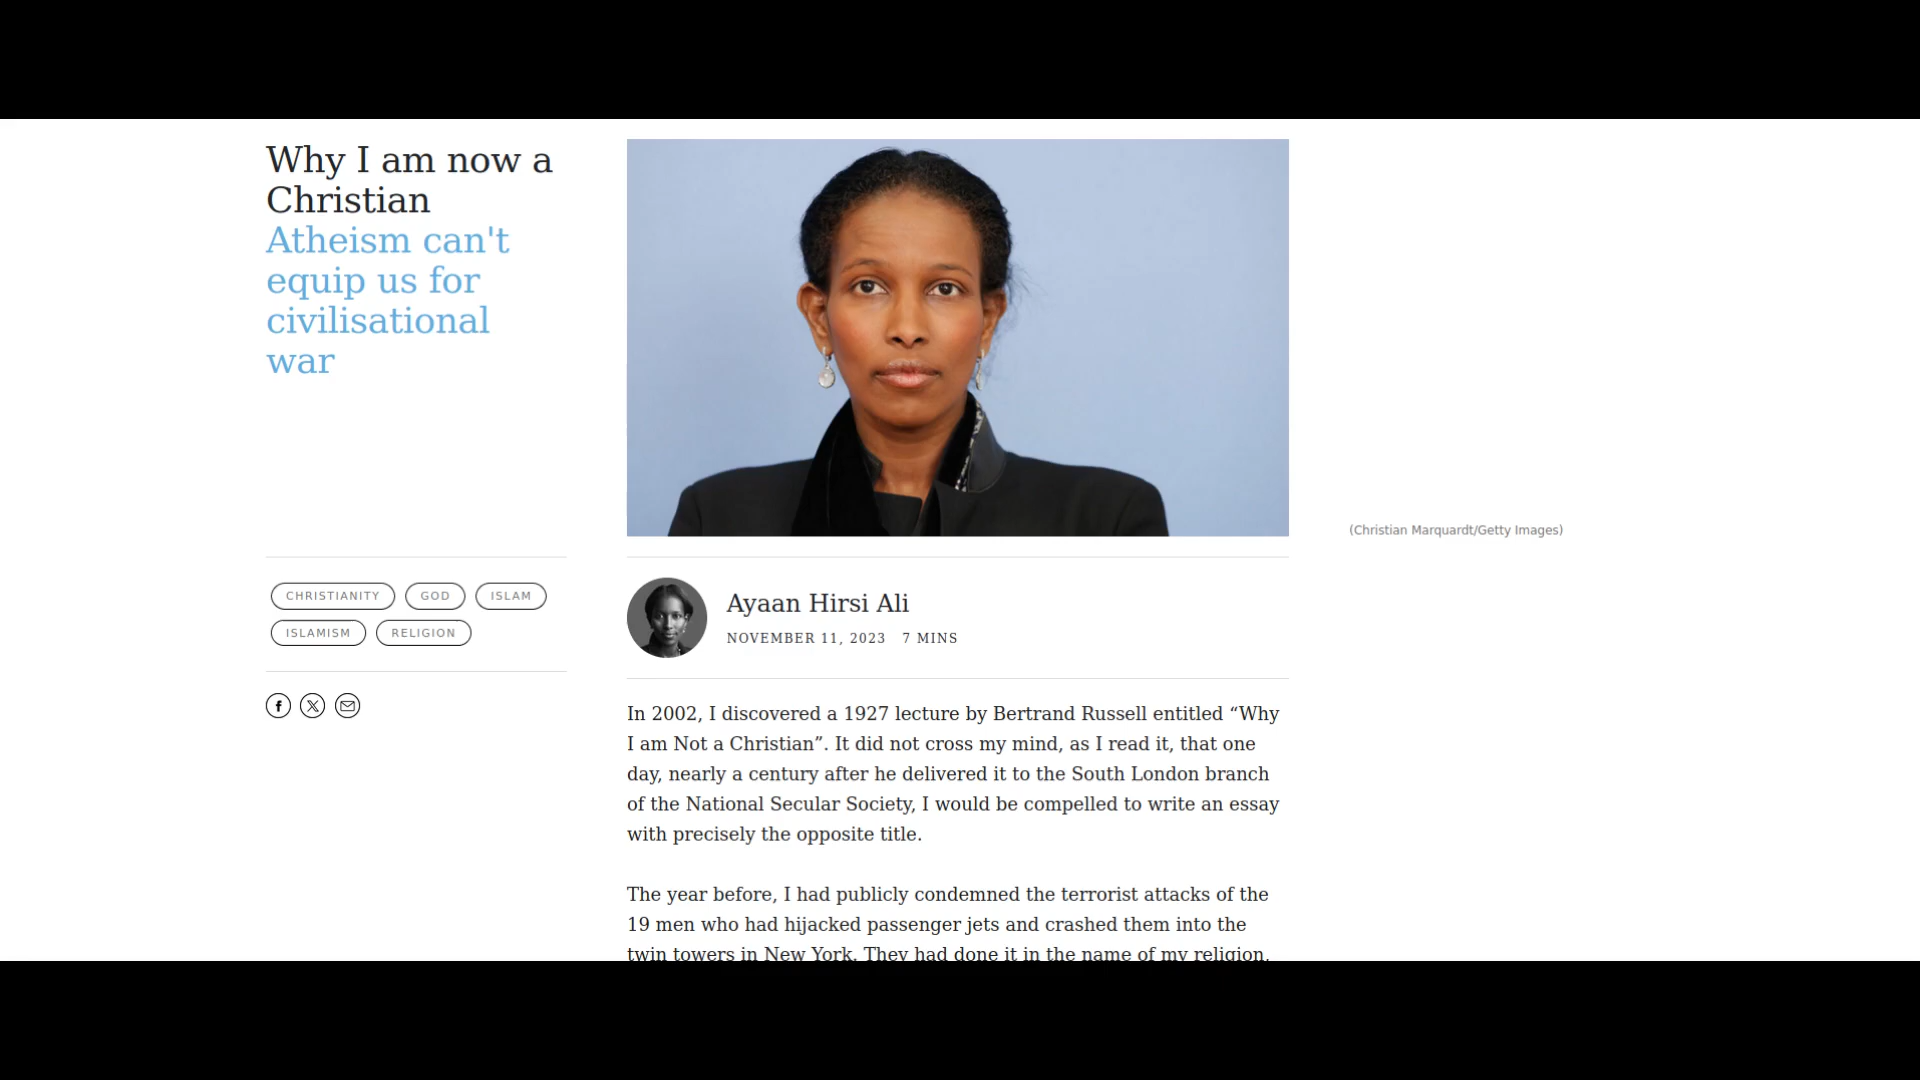 Why I am now a
Christian
Atheism can't
equip us for
civilisational
war
(Christian Marquardt/Getty Images)
CHRISTIANITY
GOD
ISLAM
ISLAMISM
RELIGION
Ayaan Hirsi Ali
NOVEMBER 11, 2023 7 MINS
In 2002, I discovered a 1927 lecture by Bertrand Russell entitled “Why
I am Not a Christian”. It did not cross my mind, as I read it, that one
day, nearly a century after he delivered it to the South London branch
of the National Secular Society, I would be compelled to write an essay
with precisely the opposite title.
The year before, I had publicly condemned the terrorist attacks of the
19 men who had hijacked passenger jets and crashed them into the
twin towers in New York. They had done it in the name of my religion,